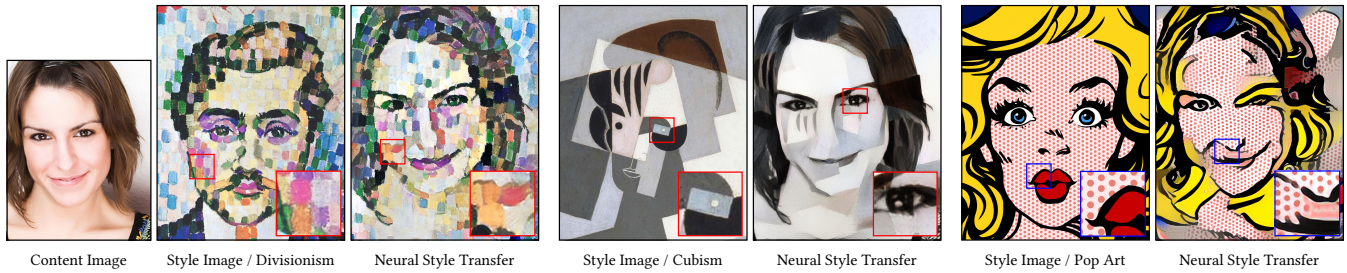 Content Image
Style Image / Divisionism
Neural Style Transfer
Style Image / Cubism
Neural Style Transfer
Style Image / Pop Art
Neural Style Transfer